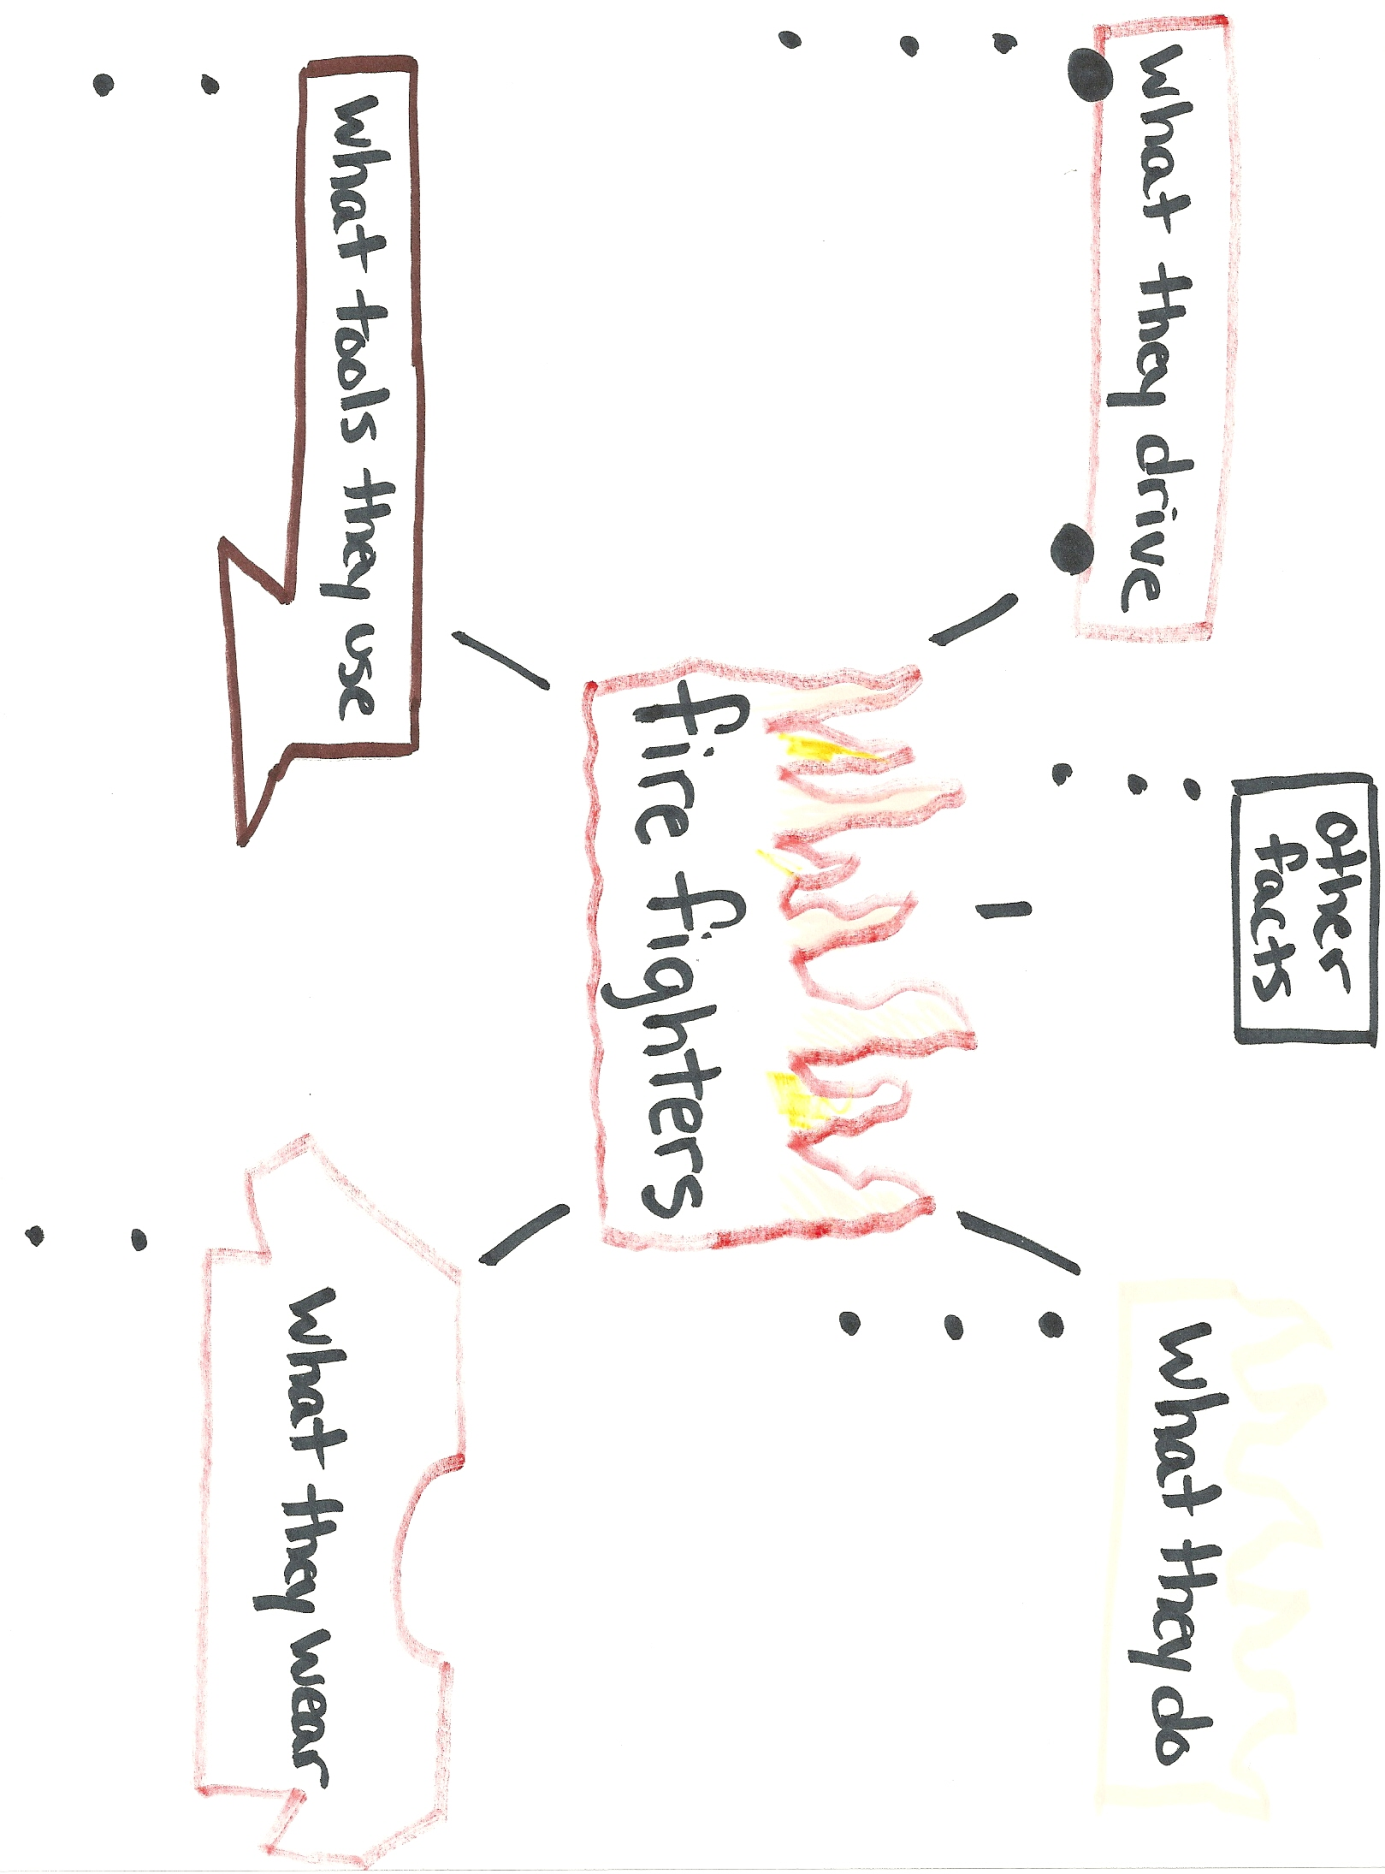 What they drive
other
facts
What they do
fire fighters
What tools they use
What they wear